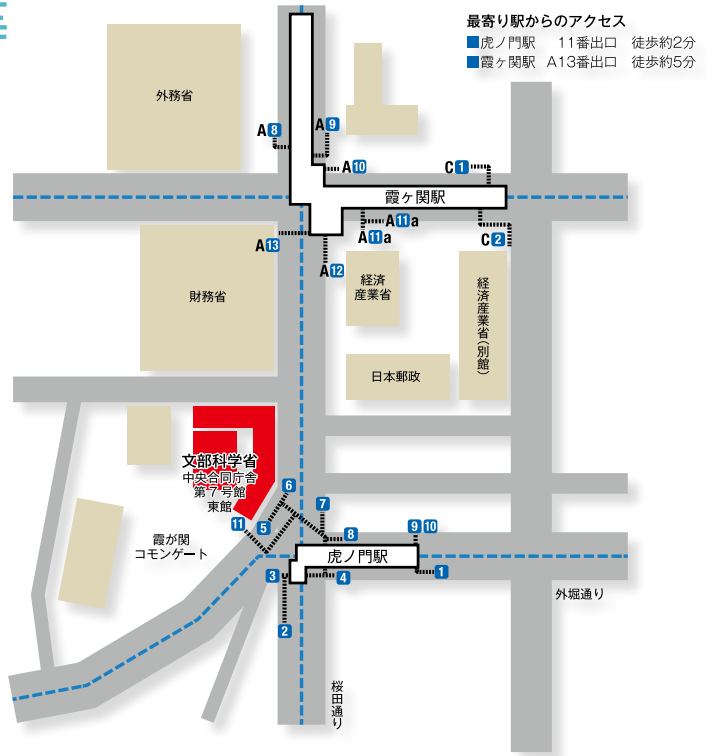 最寄り駅からのアクセス
虎ノ門駅 11番出口 徒歩約2分
霞ヶ関駅 A13番出口 徒歩約5分
外務省
A8
A9
A10
C1
霞ヶ関駅
A11a
A11a
C2
A13
A12
経済
産業省
経済産業省(別館)
財務省
日本郵政
文部科学省
中央合同庁舎
第7号館
東館
6
7
11
5
8
9 10
霞が関
コモンゲート
虎ノ門駅
3
4
1
外堀通り
2
桜田通り